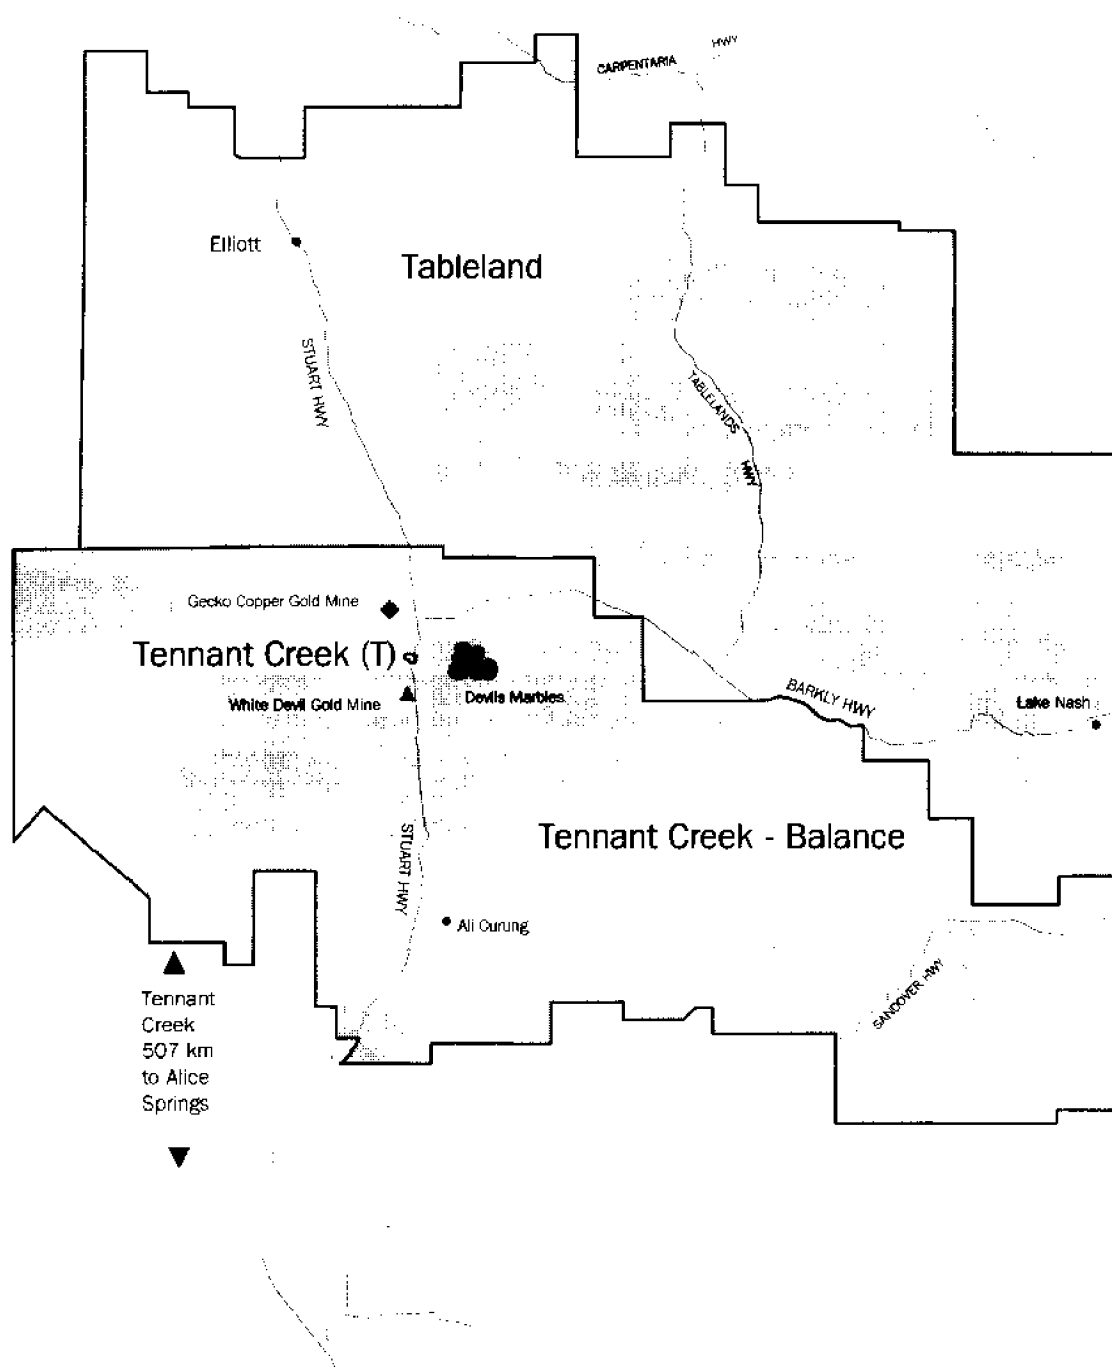 HWY
CARPENTARIA
Elliott
Tableland
STUART HWY
TABLELANDS
HWY
Gecko Copper Gold Mine
Tennant Creek (T)
Devils Marbles
White Devil Gold Mine
BARKLY HWY
Lake Nash
Tennant Creek - Balance
STUART HWY
Ali Curung
SANDOVER HWY
Tennant
Creek
507 km
to Alice
Springs